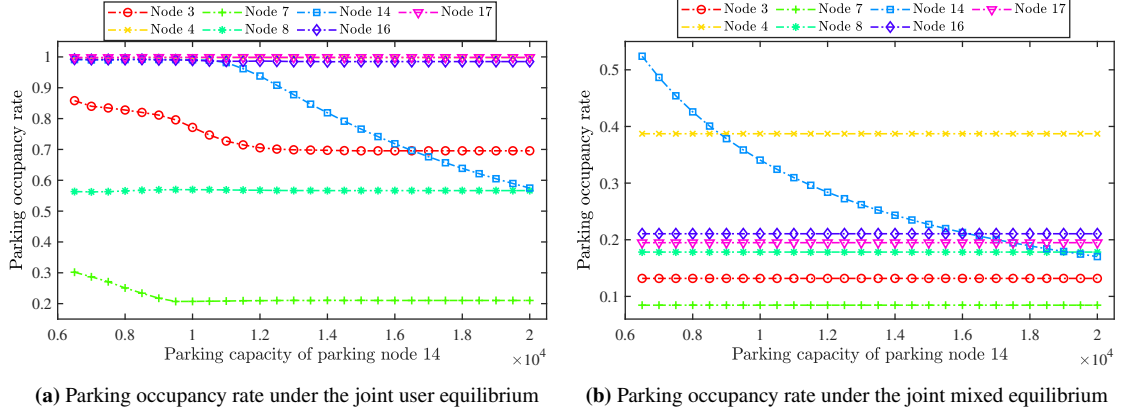 Node 3 Node 7 Node 14 Node 17
Node 4 Node 8 Node 16
Parking occupancy rate
1
0.9
0.8
0.7
0.6
0.5
0.4
0.3
0.2
0.6 0.8 1 1.2 1.4 1.6 1.8 2
Parking capacity of parking node 14
×10⁴
(a) Parking occupancy rate under the joint user equilibrium
Node 3 Node 7 Node 14 Node 17
Node 4 Node 8 Node 16
Parking occupancy rate
0.5
0.4
0.3
0.2
0.1
0.6 0.8 1 1.2 1.4 1.6 1.8 2
Parking capacity of parking node 14
×10⁴
(b) Parking occupancy rate under the joint mixed equilibrium